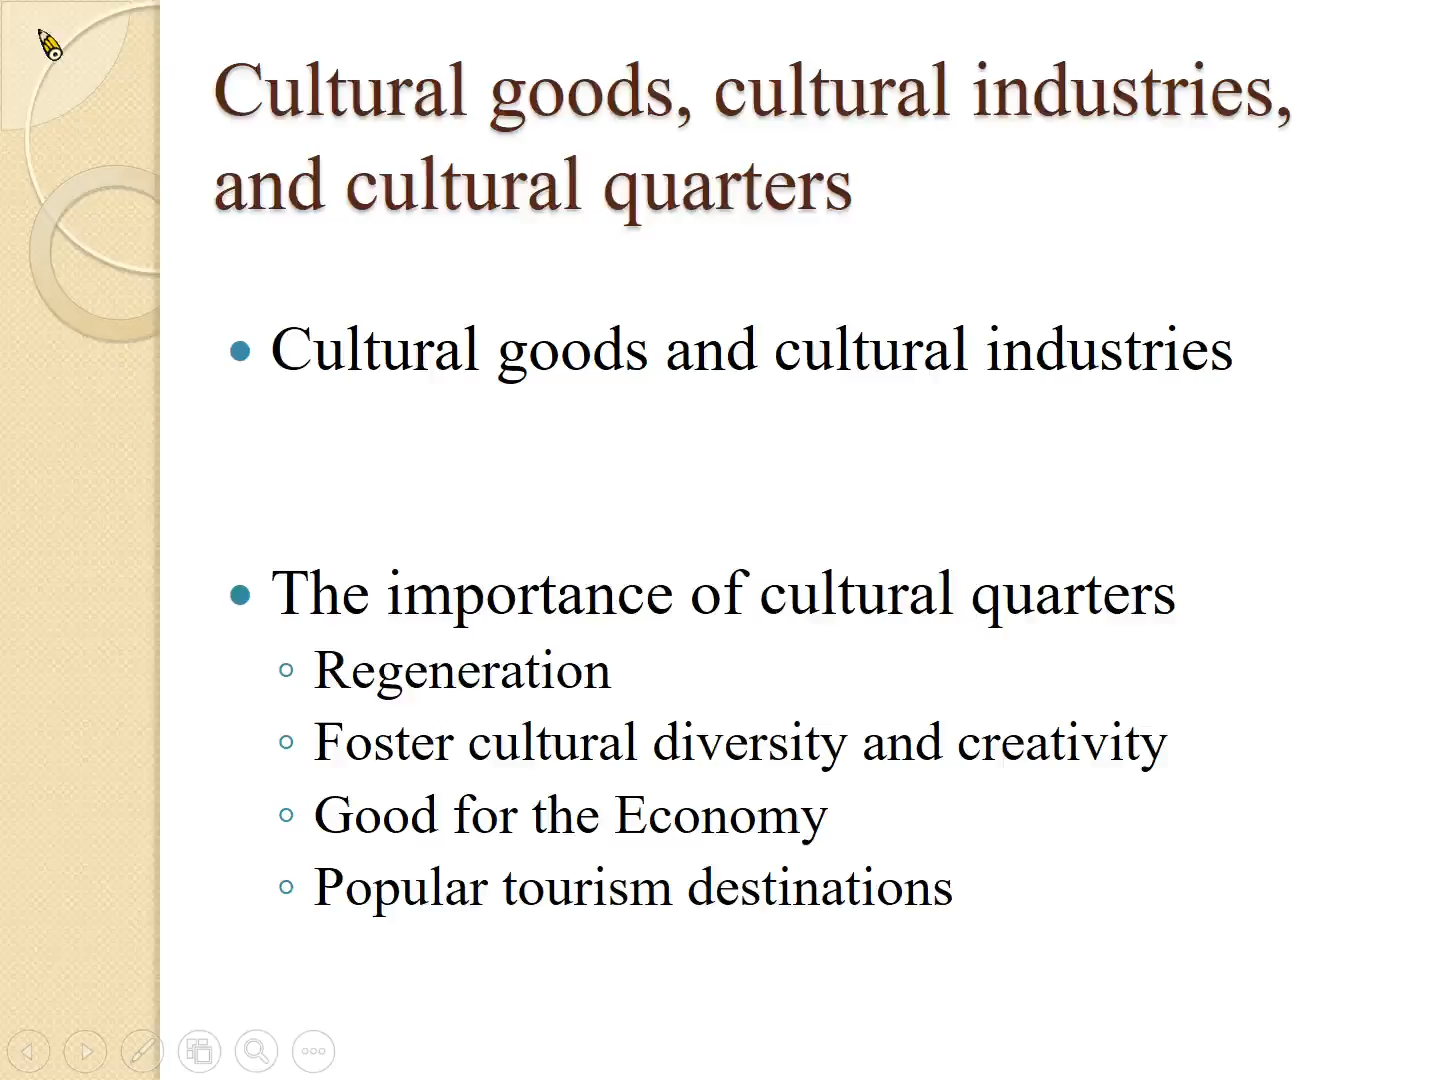 Cultural goods, cultural industries,
and cultural quarters
Cultural goods and cultural industries
The importance of cultural quarters
Regeneration
Foster cultural diversity and creativity
Good for the Economy
Popular tourism destinations